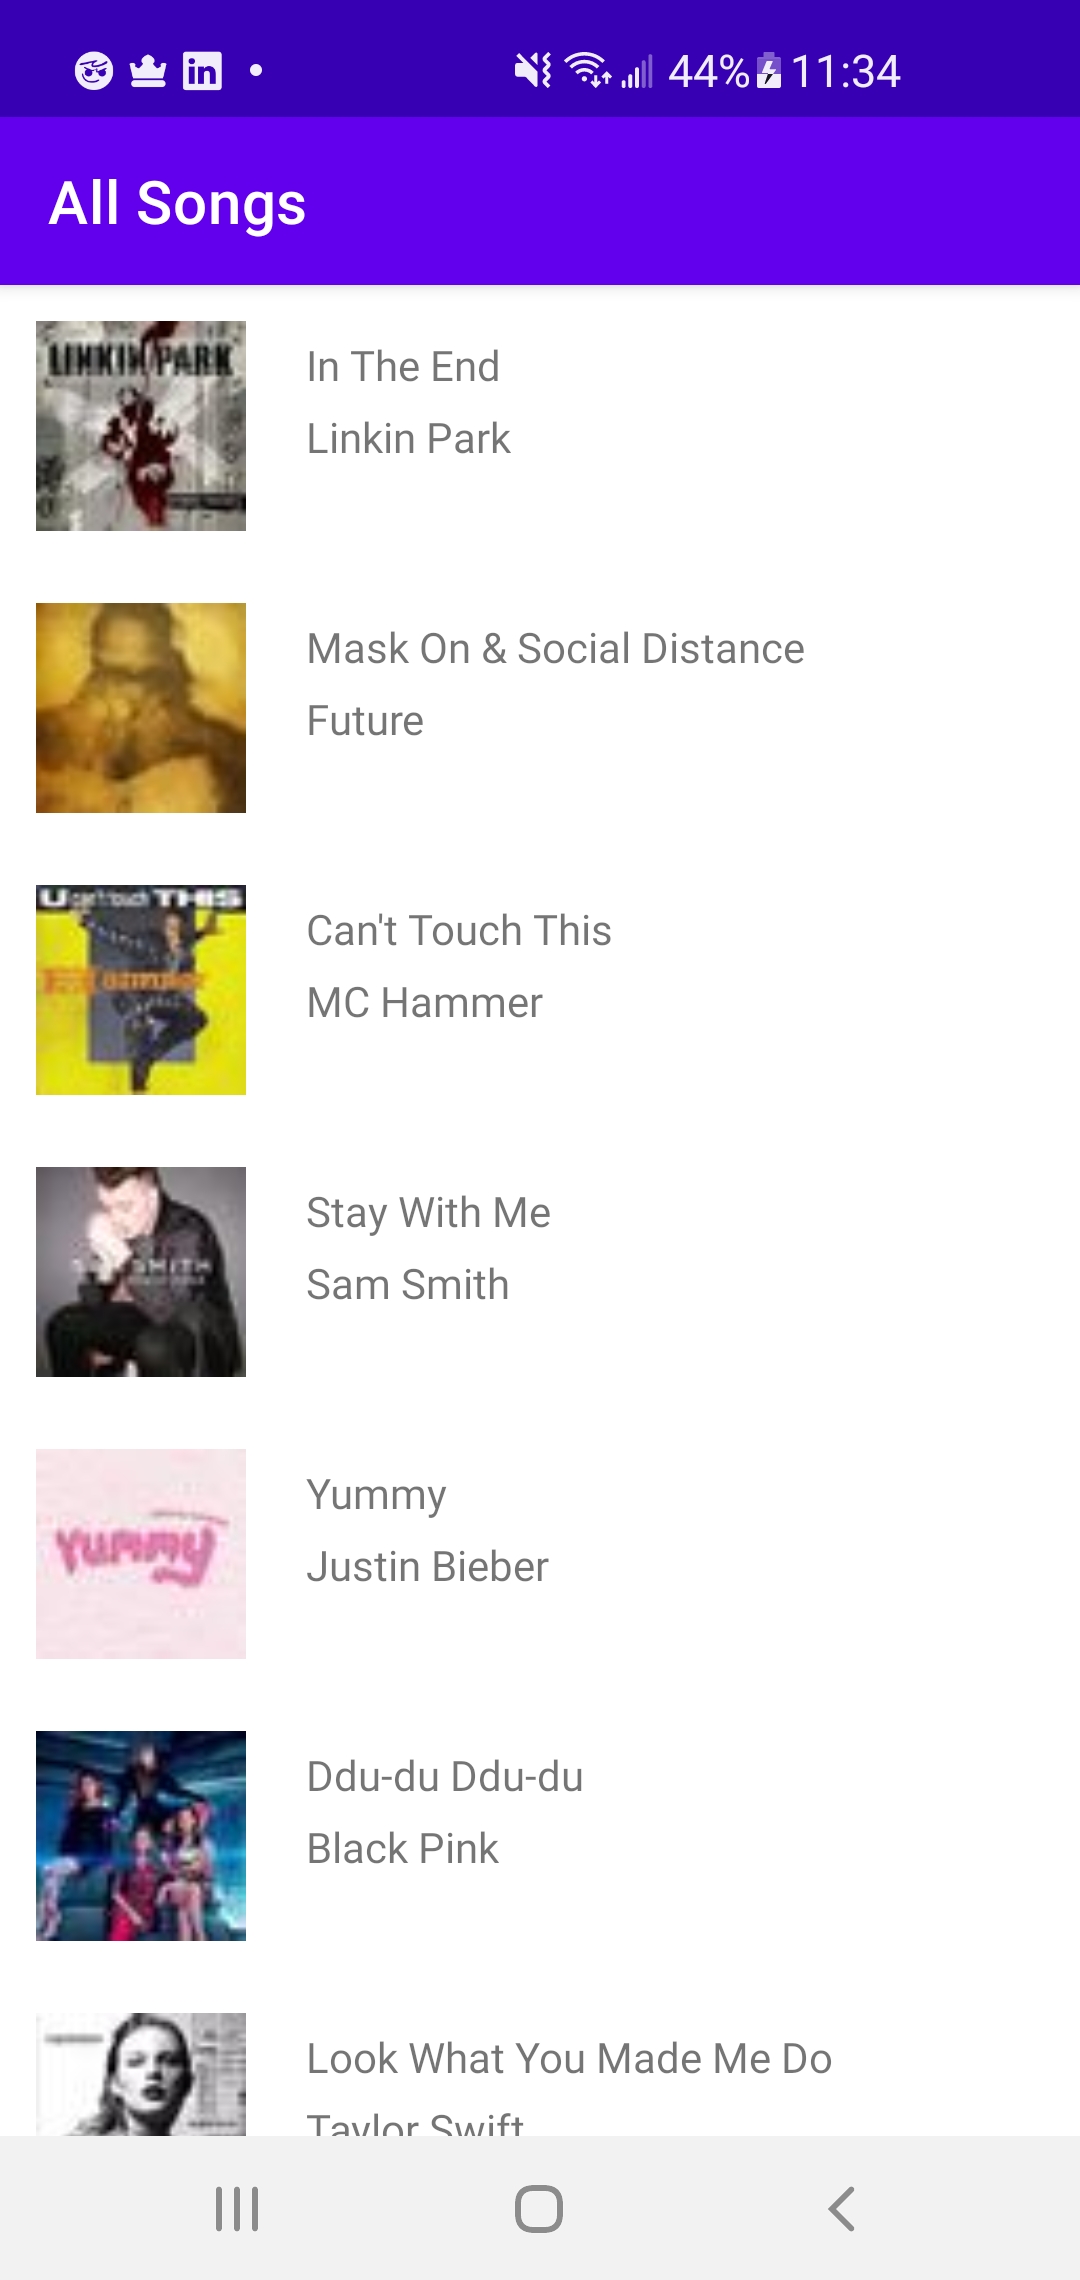 44% 11:34
All Songs
LINKIN PARK
In The End
Linkin Park
Mask On & Social Distance
Future
U can't touch THIS
Can't Touch This
MC Hammer
SMITH
Stay With Me
Sam Smith
Yummy
Yummy
Justin Bieber
Ddu-du Ddu-du
Black Pink
Look What You Made Me Do
Taylor Swift